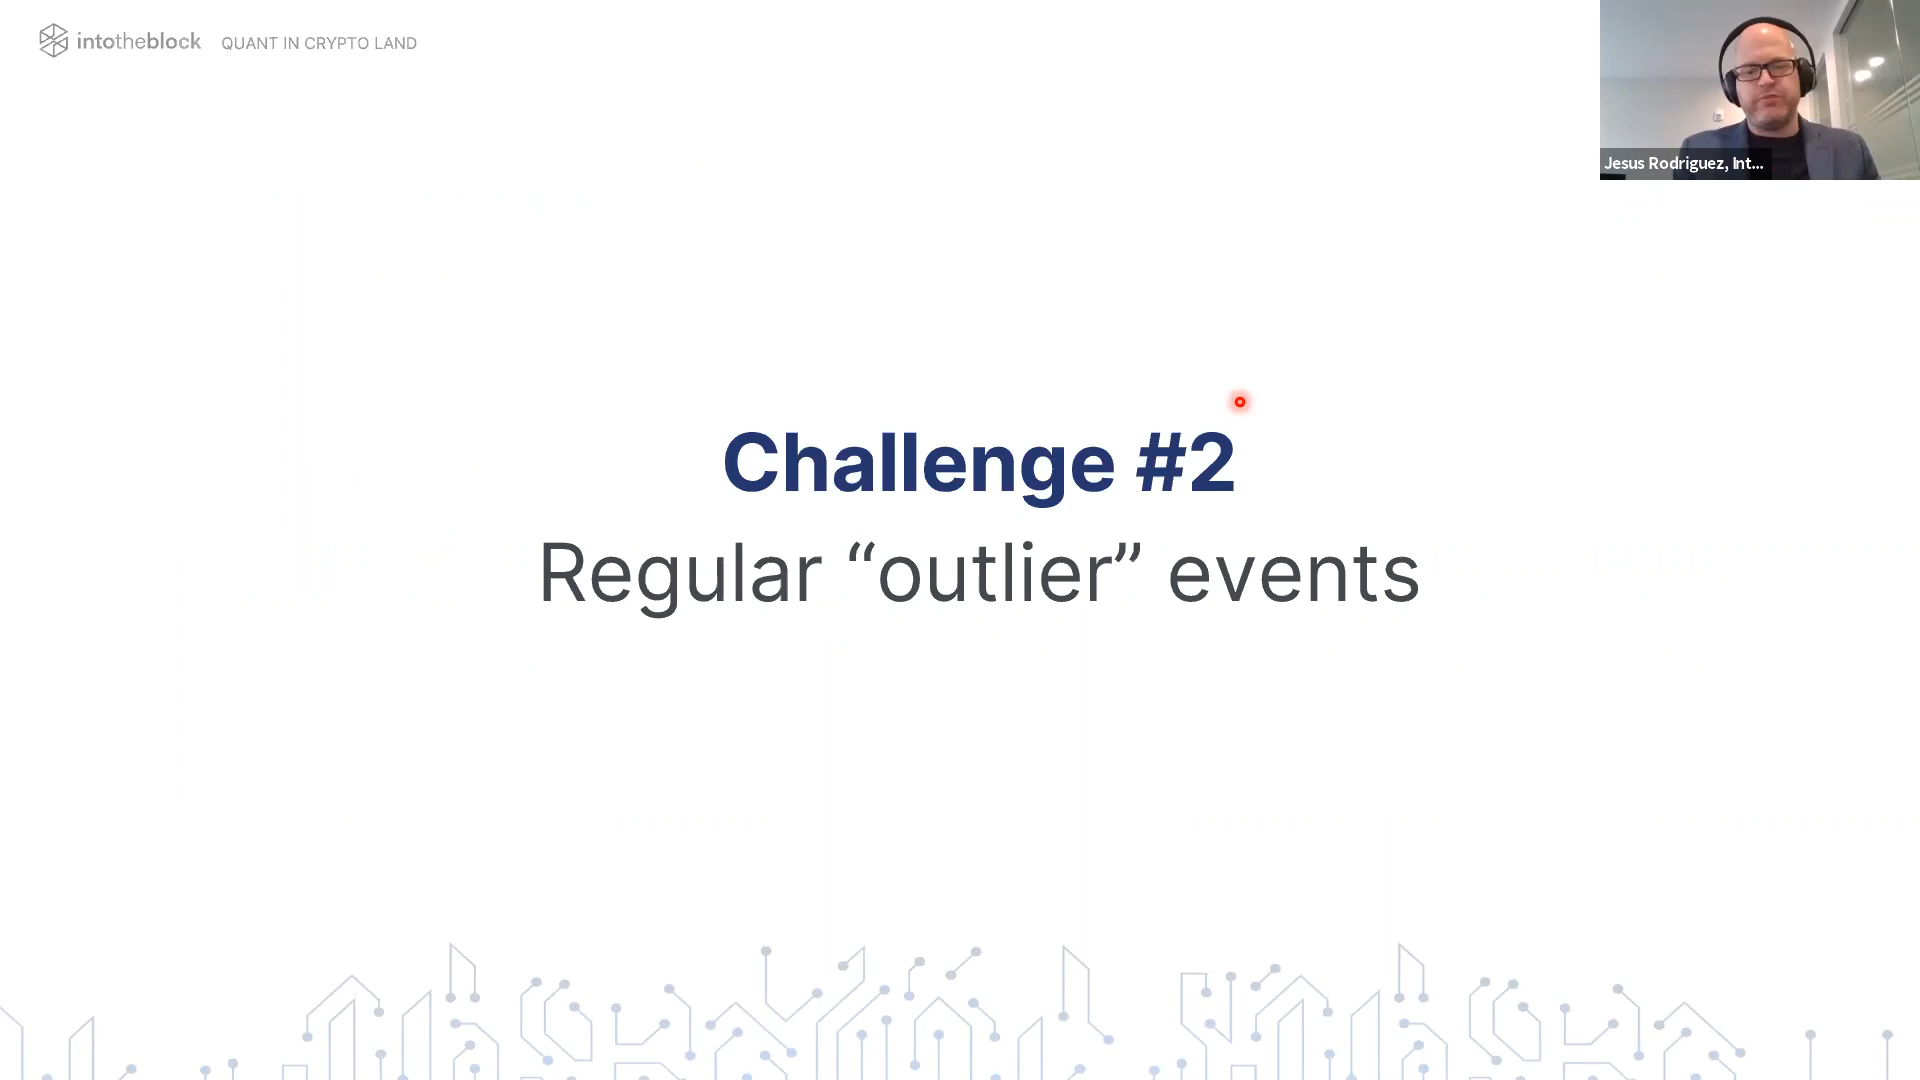 intotheblock QUANT IN CRYPTO LAND
Jesus Rodriguez, Int...
Challenge #2
Regular “outlier” events